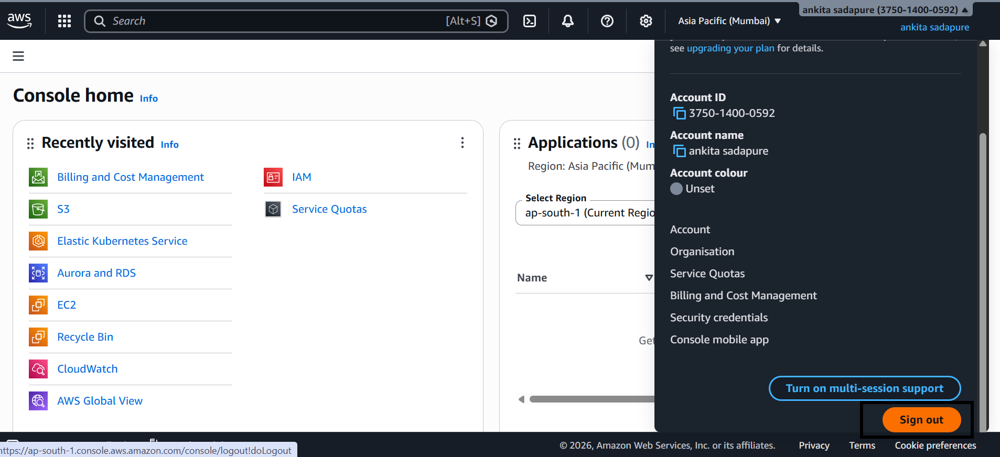 aws
Search
[Alt+S]
Asia Pacific (Mumbai)
ankita sadapure (3750-1400-0592)
ankita sadapure
see upgrading your plan for details.
Console home Info
Recently visited Info
Billing and Cost Management
IAM
S3
Service Quotas
Elastic Kubernetes Service
Aurora and RDS
EC2
Recycle Bin
CloudWatch
AWS Global View
Applications (0)
Region: Asia Pacific (Mum
Select Region
ap-south-1 (Current Regio
Name
Get
Account ID
3750-1400-0592
Account name
ankita sadapure
Account colour
Unset
Account
Organisation
Service Quotas
Billing and Cost Management
Security credentials
Console mobile app
Turn on multi-session support
Sign out
https://ap-south-1.console.aws.amazon.com/console/logout!doLogout
© 2026, Amazon Web Services, Inc. or its affiliates.
Privacy
Terms
Cookie preferences